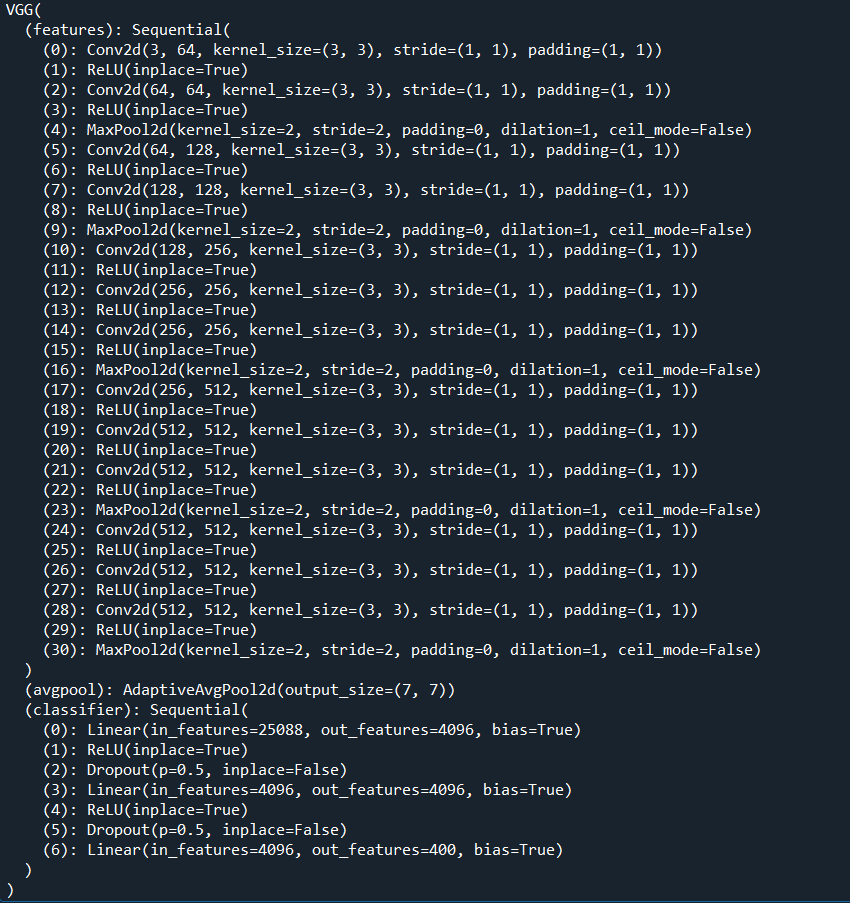 VGG(
  (features): Sequential(
    (0): Conv2d(3, 64, kernel_size=(3, 3), stride=(1, 1), padding=(1, 1))
    (1): ReLU(inplace=True)
    (2): Conv2d(64, 64, kernel_size=(3, 3), stride=(1, 1), padding=(1, 1))
    (3): ReLU(inplace=True)
    (4): MaxPool2d(kernel_size=2, stride=2, padding=0, dilation=1, ceil_mode=False)
    (5): Conv2d(64, 128, kernel_size=(3, 3), stride=(1, 1), padding=(1, 1))
    (6): ReLU(inplace=True)
    (7): Conv2d(128, 128, kernel_size=(3, 3), stride=(1, 1), padding=(1, 1))
    (8): ReLU(inplace=True)
    (9): MaxPool2d(kernel_size=2, stride=2, padding=0, dilation=1, ceil_mode=False)
    (10): Conv2d(128, 256, kernel_size=(3, 3), stride=(1, 1), padding=(1, 1))
    (11): ReLU(inplace=True)
    (12): Conv2d(256, 256, kernel_size=(3, 3), stride=(1, 1), padding=(1, 1))
    (13): ReLU(inplace=True)
    (14): Conv2d(256, 256, kernel_size=(3, 3), stride=(1, 1), padding=(1, 1))
    (15): ReLU(inplace=True)
    (16): MaxPool2d(kernel_size=2, stride=2, padding=0, dilation=1, ceil_mode=False)
    (17): Conv2d(256, 512, kernel_size=(3, 3), stride=(1, 1), padding=(1, 1))
    (18): ReLU(inplace=True)
    (19): Conv2d(512, 512, kernel_size=(3, 3), stride=(1, 1), padding=(1, 1))
    (20): ReLU(inplace=True)
    (21): Conv2d(512, 512, kernel_size=(3, 3), stride=(1, 1), padding=(1, 1))
    (22): ReLU(inplace=True)
    (23): MaxPool2d(kernel_size=2, stride=2, padding=0, dilation=1, ceil_mode=False)
    (24): Conv2d(512, 512, kernel_size=(3, 3), stride=(1, 1), padding=(1, 1))
    (25): ReLU(inplace=True)
    (26): Conv2d(512, 512, kernel_size=(3, 3), stride=(1, 1), padding=(1, 1))
    (27): ReLU(inplace=True)
    (28): Conv2d(512, 512, kernel_size=(3, 3), stride=(1, 1), padding=(1, 1))
    (29): ReLU(inplace=True)
    (30): MaxPool2d(kernel_size=2, stride=2, padding=0, dilation=1, ceil_mode=False)
  )
  (avgpool): AdaptiveAvgPool2d(output_size=(7, 7))
  (classifier): Sequential(
    (0): Linear(in_features=25088, out_features=4096, bias=True)
    (1): ReLU(inplace=True)
    (2): Dropout(p=0.5, inplace=False)
    (3): Linear(in_features=4096, out_features=4096, bias=True)
    (4): ReLU(inplace=True)
    (5): Dropout(p=0.5, inplace=False)
    (6): Linear(in_features=4096, out_features=400, bias=True)
  )
)